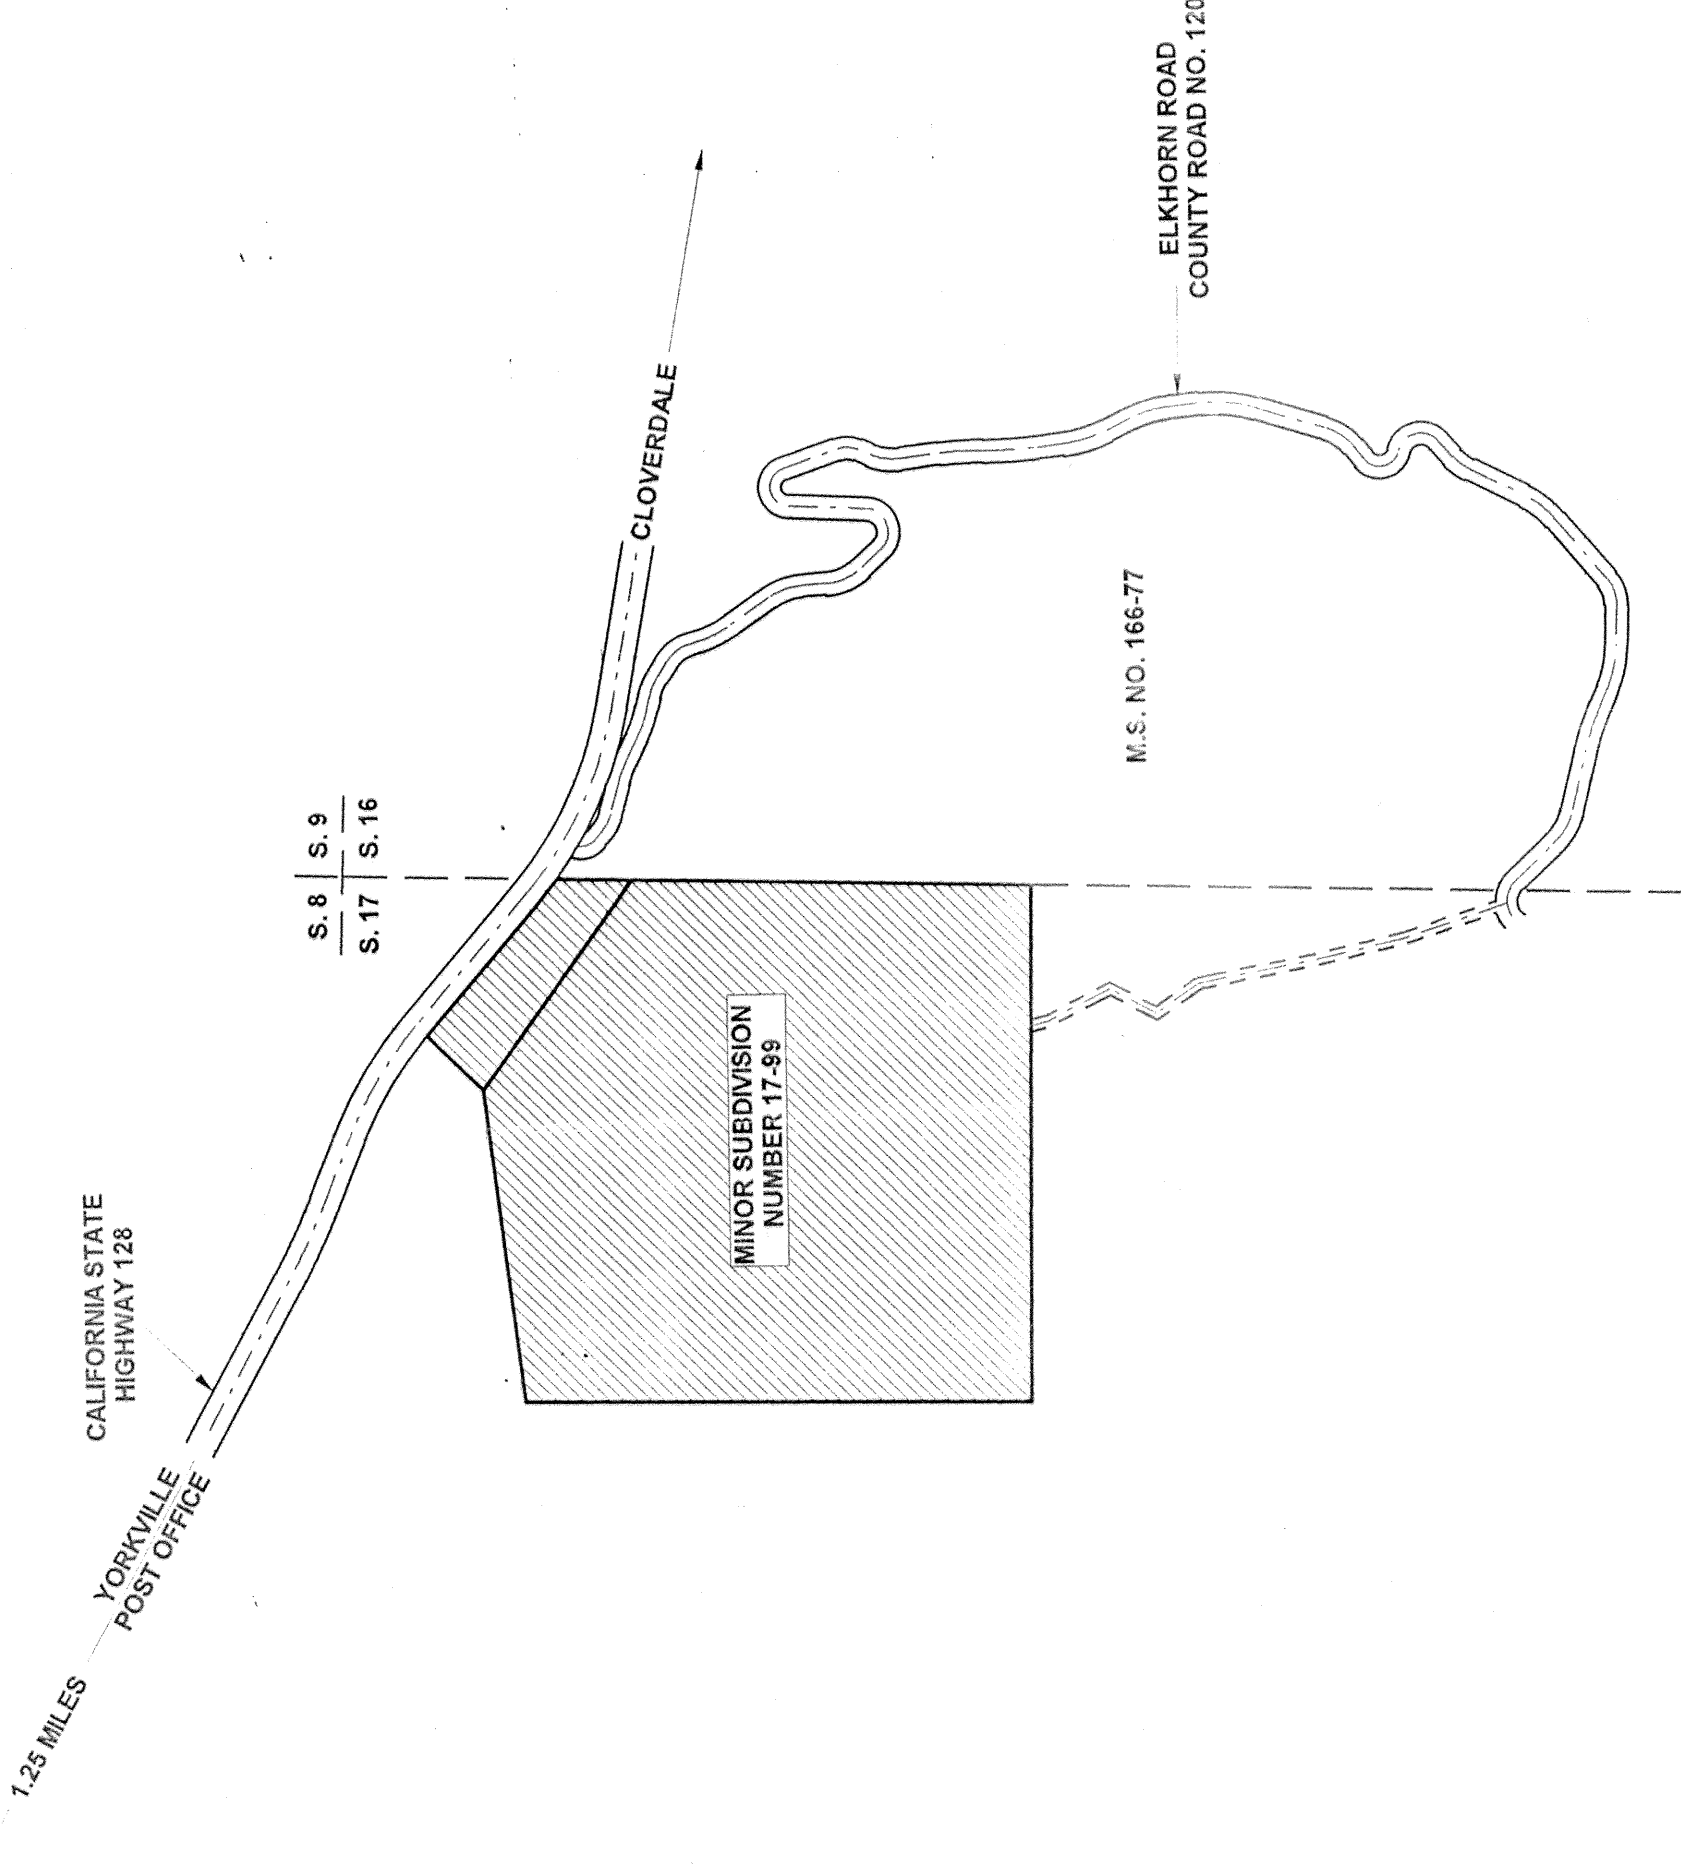 1.25 MILES
YORKVILLE
POST OFFICE
CALIFORNIA STATE
HIGHWAY 128
S. 8
S. 9
S. 17
S. 16
CLOVERDALE
MINOR SUBDIVISION
NUMBER 17-99
M.S. NO. 166-77
ELKHORN ROAD
COUNTY ROAD NO. 120